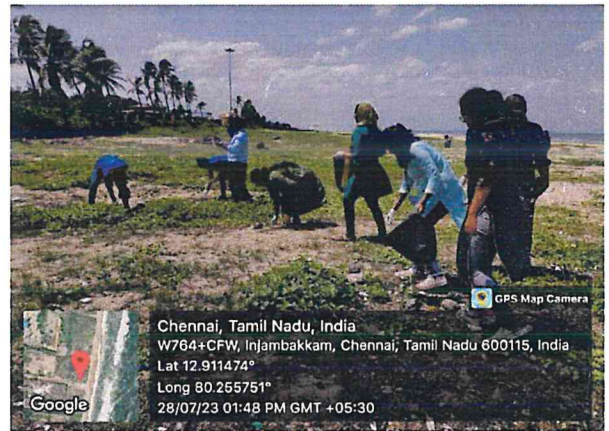 GPS Map Camera
Chennai, Tamil Nadu, India
W764+CFW, Injambakkam, Chennai, Tamil Nadu 600115, India
Lat 12.911474°
Long 80.255751°
28/07/23 01:48 PM GMT +05:30
Google